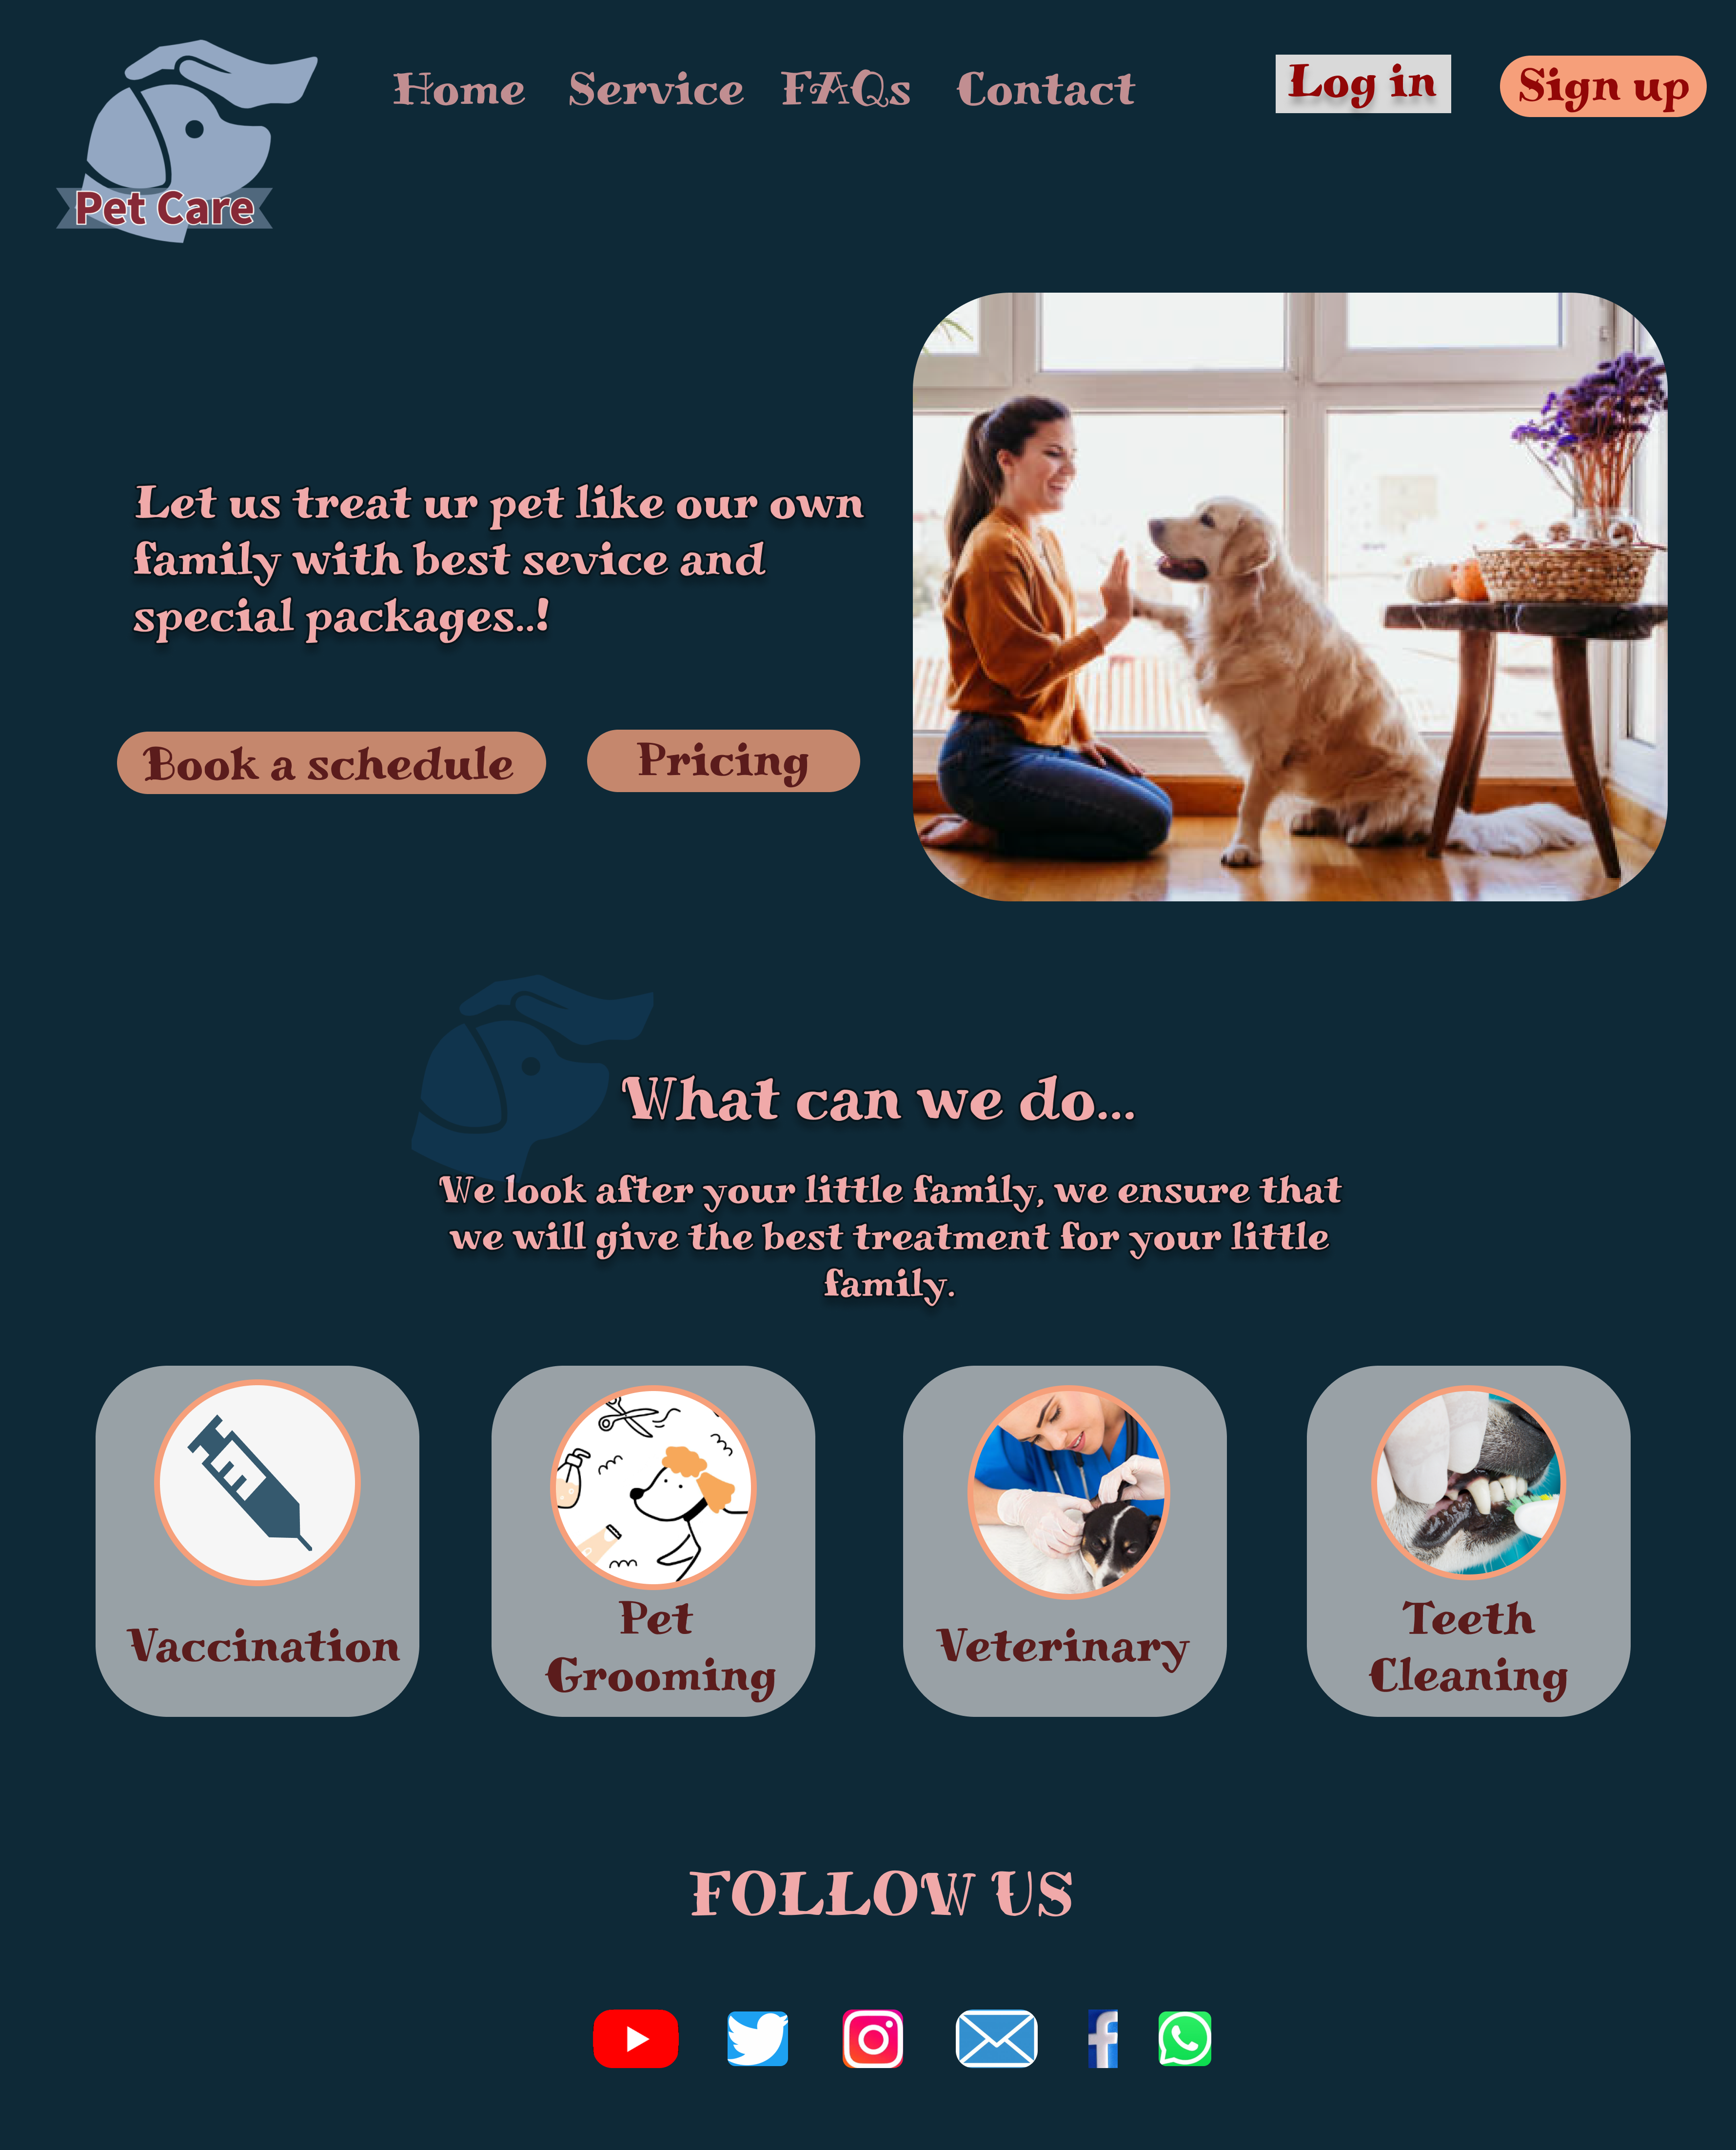 Pet Care
Home Service FAQs Contact
Log in
Sign up
Let us treat ur pet like our own
family with best sevice and
special packages..!
Book a schedule
Pricing
What can we do...
We look after your little family, we ensure that
we will give the best treatment for your little
family.
Vaccination
Pet
Grooming
Veterinary
Teeth
Cleaning
FOLLOW US